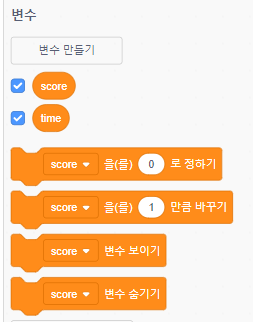 변수
변수 만들기
score
time
score 을(를) 0 로 정하기
score 을(를) 1 만큼 바꾸기
score 변수 보이기
score 변수 숨기기